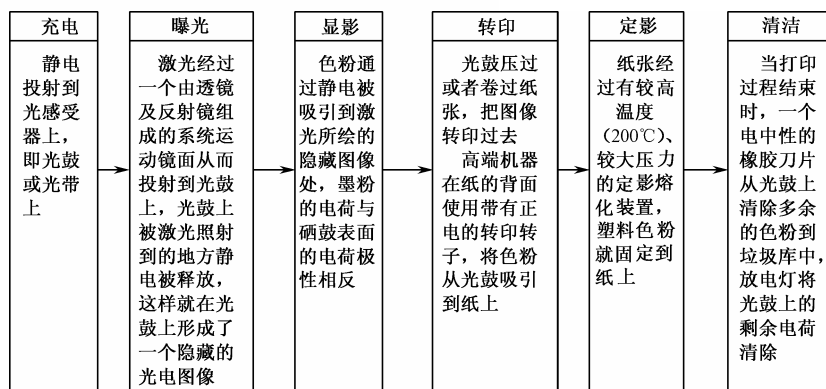 充电
静电
投射到
光感受
器上，
即光鼓
或光带
上
曝光
激光经过
一个由透镜
及反射镜组
成的系统运
动镜面从而
投射到光鼓
上，光鼓上
被激光照射
到的地方静
电被释放，
这样就在光
鼓上形成了
一个隐藏的
光电图像
显影
色粉通
过静电被
吸引到激
光所绘的
隐藏图像
处，墨粉
的电荷与
硒鼓表面
的电荷极
性相反
转印
光鼓压过
或者卷过纸
张，把图像
转印过去
高端机器
在纸的背面
使用带有正
电的转印转
子，将色粉
从光鼓吸引
到纸上
定影
纸张经
过有较高
温度
（200℃）、
较大压力
的定影熔
化装置，
塑料色粉
就固定到
纸上
清洁
当打印
过程结束
时，一个
电中性的
橡胶刀片
从光鼓上
清除多余
的色粉到
垃圾库中，
放电灯将
光鼓上的
剩余电荷
清除